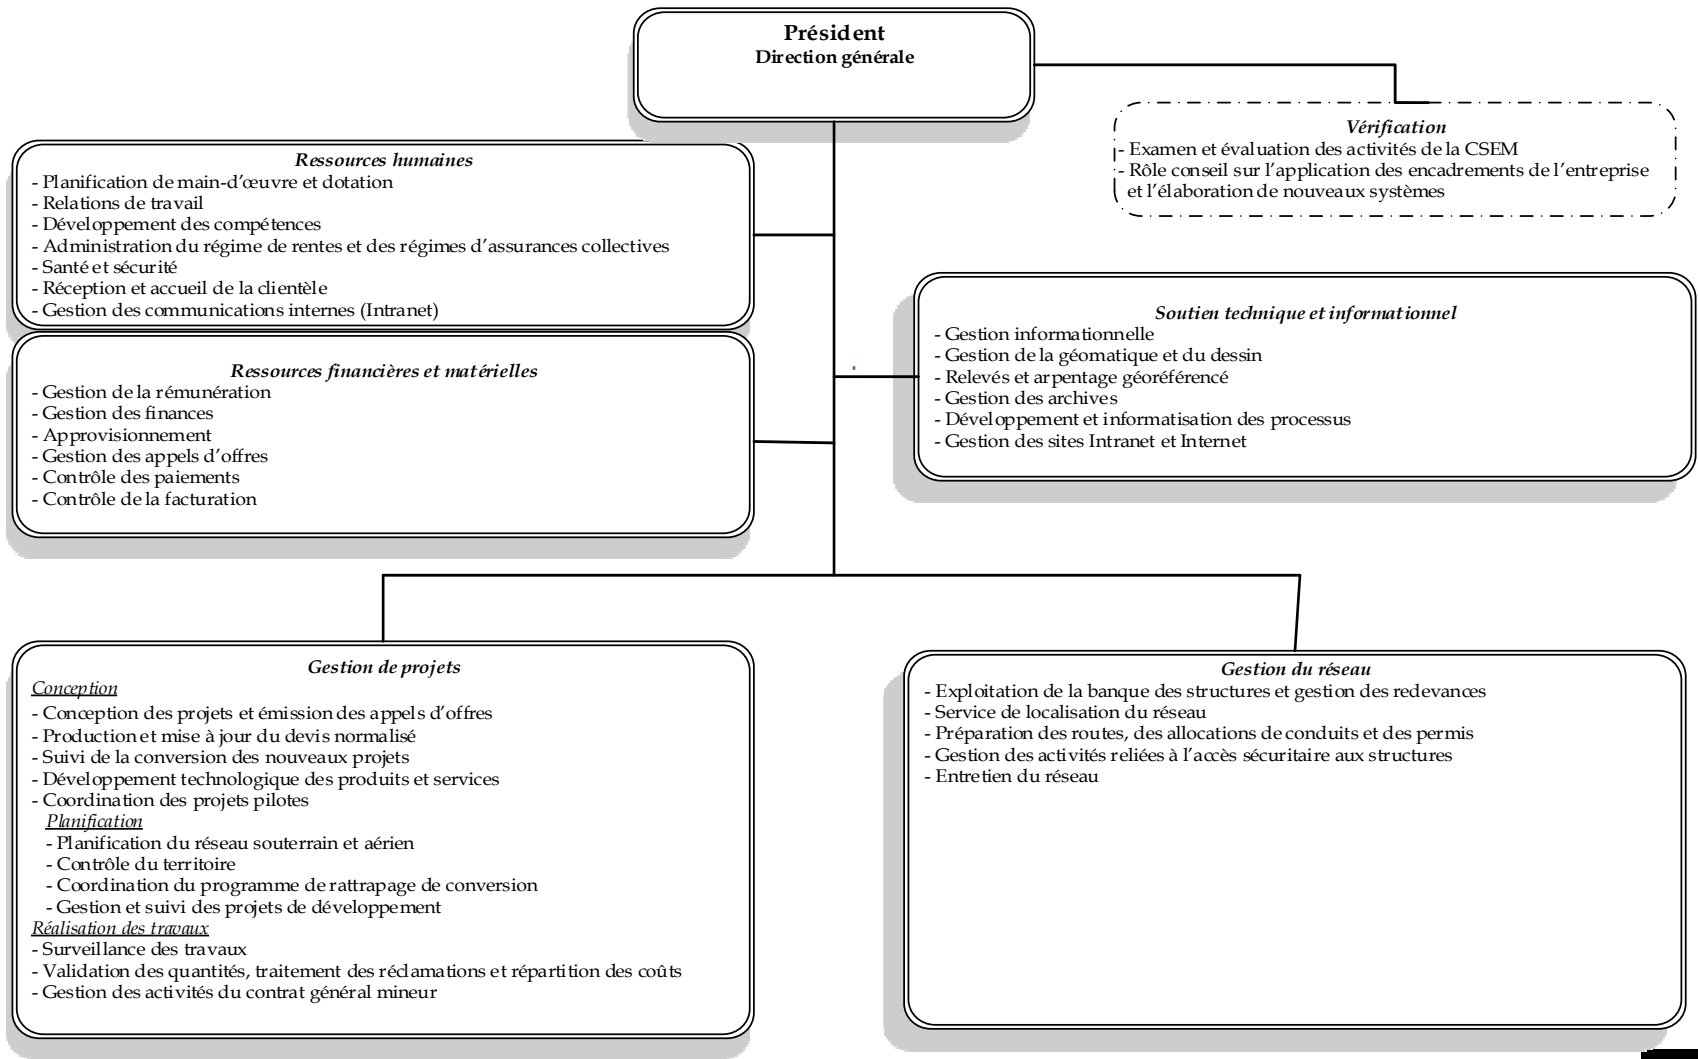 Président
Direction générale
Vérification
- Examen et évaluation des activités de la CSEM
- Rôle conseil sur l'application des encadrements de l'entreprise
et l'élaboration de nouveaux systèmes
Ressources humaines
- Planification de main-d'œuvre et dotation
- Relations de travail
- Développement des compétences
- Administration du régime de rentes et des régimes d'assurances collectives
- Santé et sécurité
- Réception et accueil de la clientèle
- Gestion des communications internes (Intranet)
Soutien technique et informationnel
- Gestion informationnelle
- Gestion de la géomatique et du dessin
- Relevés et arpentage géoréférencé
- Gestion des archives
- Développement et informatisation des processus
- Gestion des sites Intranet et Internet
Ressources financières et matérielles
- Gestion de la rémunération
- Gestion des finances
- Approvisionnement
- Gestion des appels d'offres
- Contrôle des paiements
- Contrôle de la facturation
Gestion de projets
Conception
- Conception des projets et émission des appels d'offres
- Production et mise à jour du devis normalisé
- Suivi de la conversion des nouveaux projets
- Développement technologique des produits et services
- Coordination des projets pilotes
Planification
- Planification du réseau souterrain et aérien
- Contrôle du territoire
- Coordination du programme de rattrapage de conversion
- Gestion et suivi des projets de développement
Réalisation des travaux
- Surveillance des travaux
- Validation des quantités, traitement des réclamations et répartition des coûts
- Gestion des activités du contrat général mineur
Gestion du réseau
- Exploitation de la banque des structures et gestion des redevances
- Service de localisation du réseau
- Préparation des routes, des allocations de conduits et des permis
- Gestion des activités reliées à l'accès sécuritaire aux structures
- Entretien du réseau